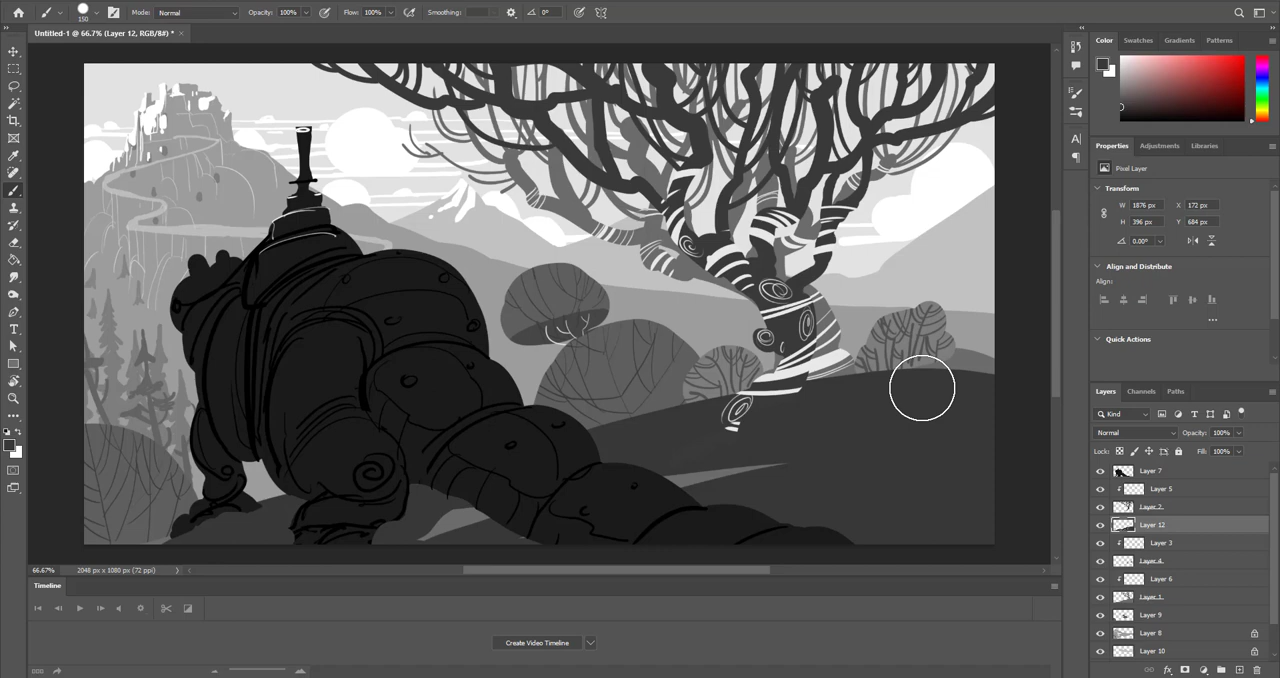 150 Mode: Normal Opacity: 100% Flow: 100% Smoothing: 0°
Untitled-1 @ 66.7% (Layer 12, RGB/8#) * ×
Color Swatches Gradients Patterns
Properties Adjustments Libraries
Pixel Layer
Transform
W 1876 px X 172 px
H 396 px Y 684 px
0.00°
Align and Distribute
Align:
Quick Actions
Layers Channels Paths
Kind
Normal Opacity: 100%
Lock: Fill: 100%
Layer 7
Layer 5
Layer 2
Layer 12
Layer 3
Layer 4
Layer 6
Layer 1
Layer 9
Layer 8
Layer 10
66.67% 2048 px x 1080 px (72 ppi)
Timeline
Create Video Timeline